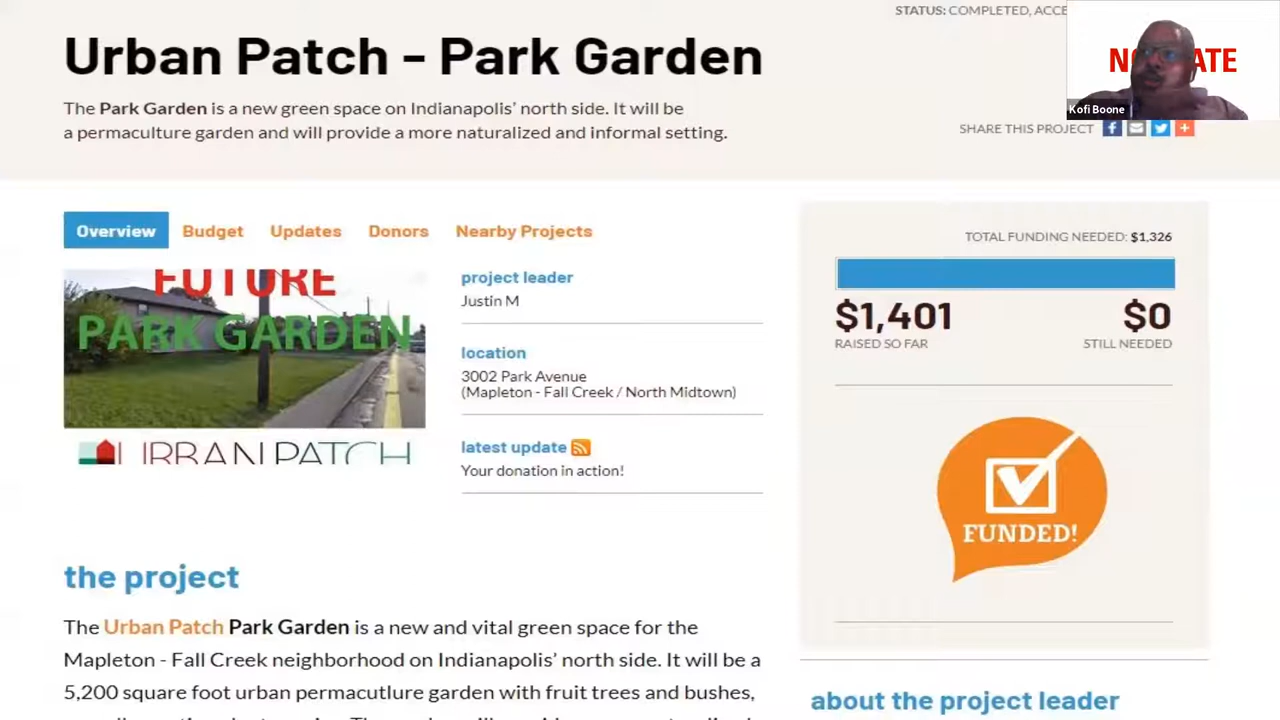 STATUS: COMPLETED, ACCE
Urban Patch - Park Garden
The Park Garden is a new green space on Indianapolis' north side. It will be
a permaculture garden and will provide a more naturalized and informal setting.
Kofi Boone
SHARE THIS PROJECT
Overview Budget Updates Donors Nearby Projects
FUTURE
PARK GARDEN
URBAN PATCH
project leader
Justin M
location
3002 Park Avenue
(Mapleton - Fall Creek / North Midtown)
latest update
Your donation in action!
TOTAL FUNDING NEEDED: $1,326
$1,401 $0
RAISED SO FAR STILL NEEDED
FUNDED!
the project
The Urban Patch Park Garden is a new and vital green space for the
Mapleton - Fall Creek neighborhood on Indianapolis' north side. It will be a
5,200 square foot urban permacutlure garden with fruit trees and bushes,
about the project leader